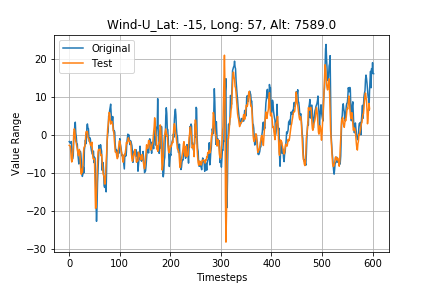 Wind-U_Lat: -15, Long: 57, Alt: 7589.0
Original
Test
Value Range
20
10
0
−10
−20
−30
0 100 200 300 400 500 600
Timesteps